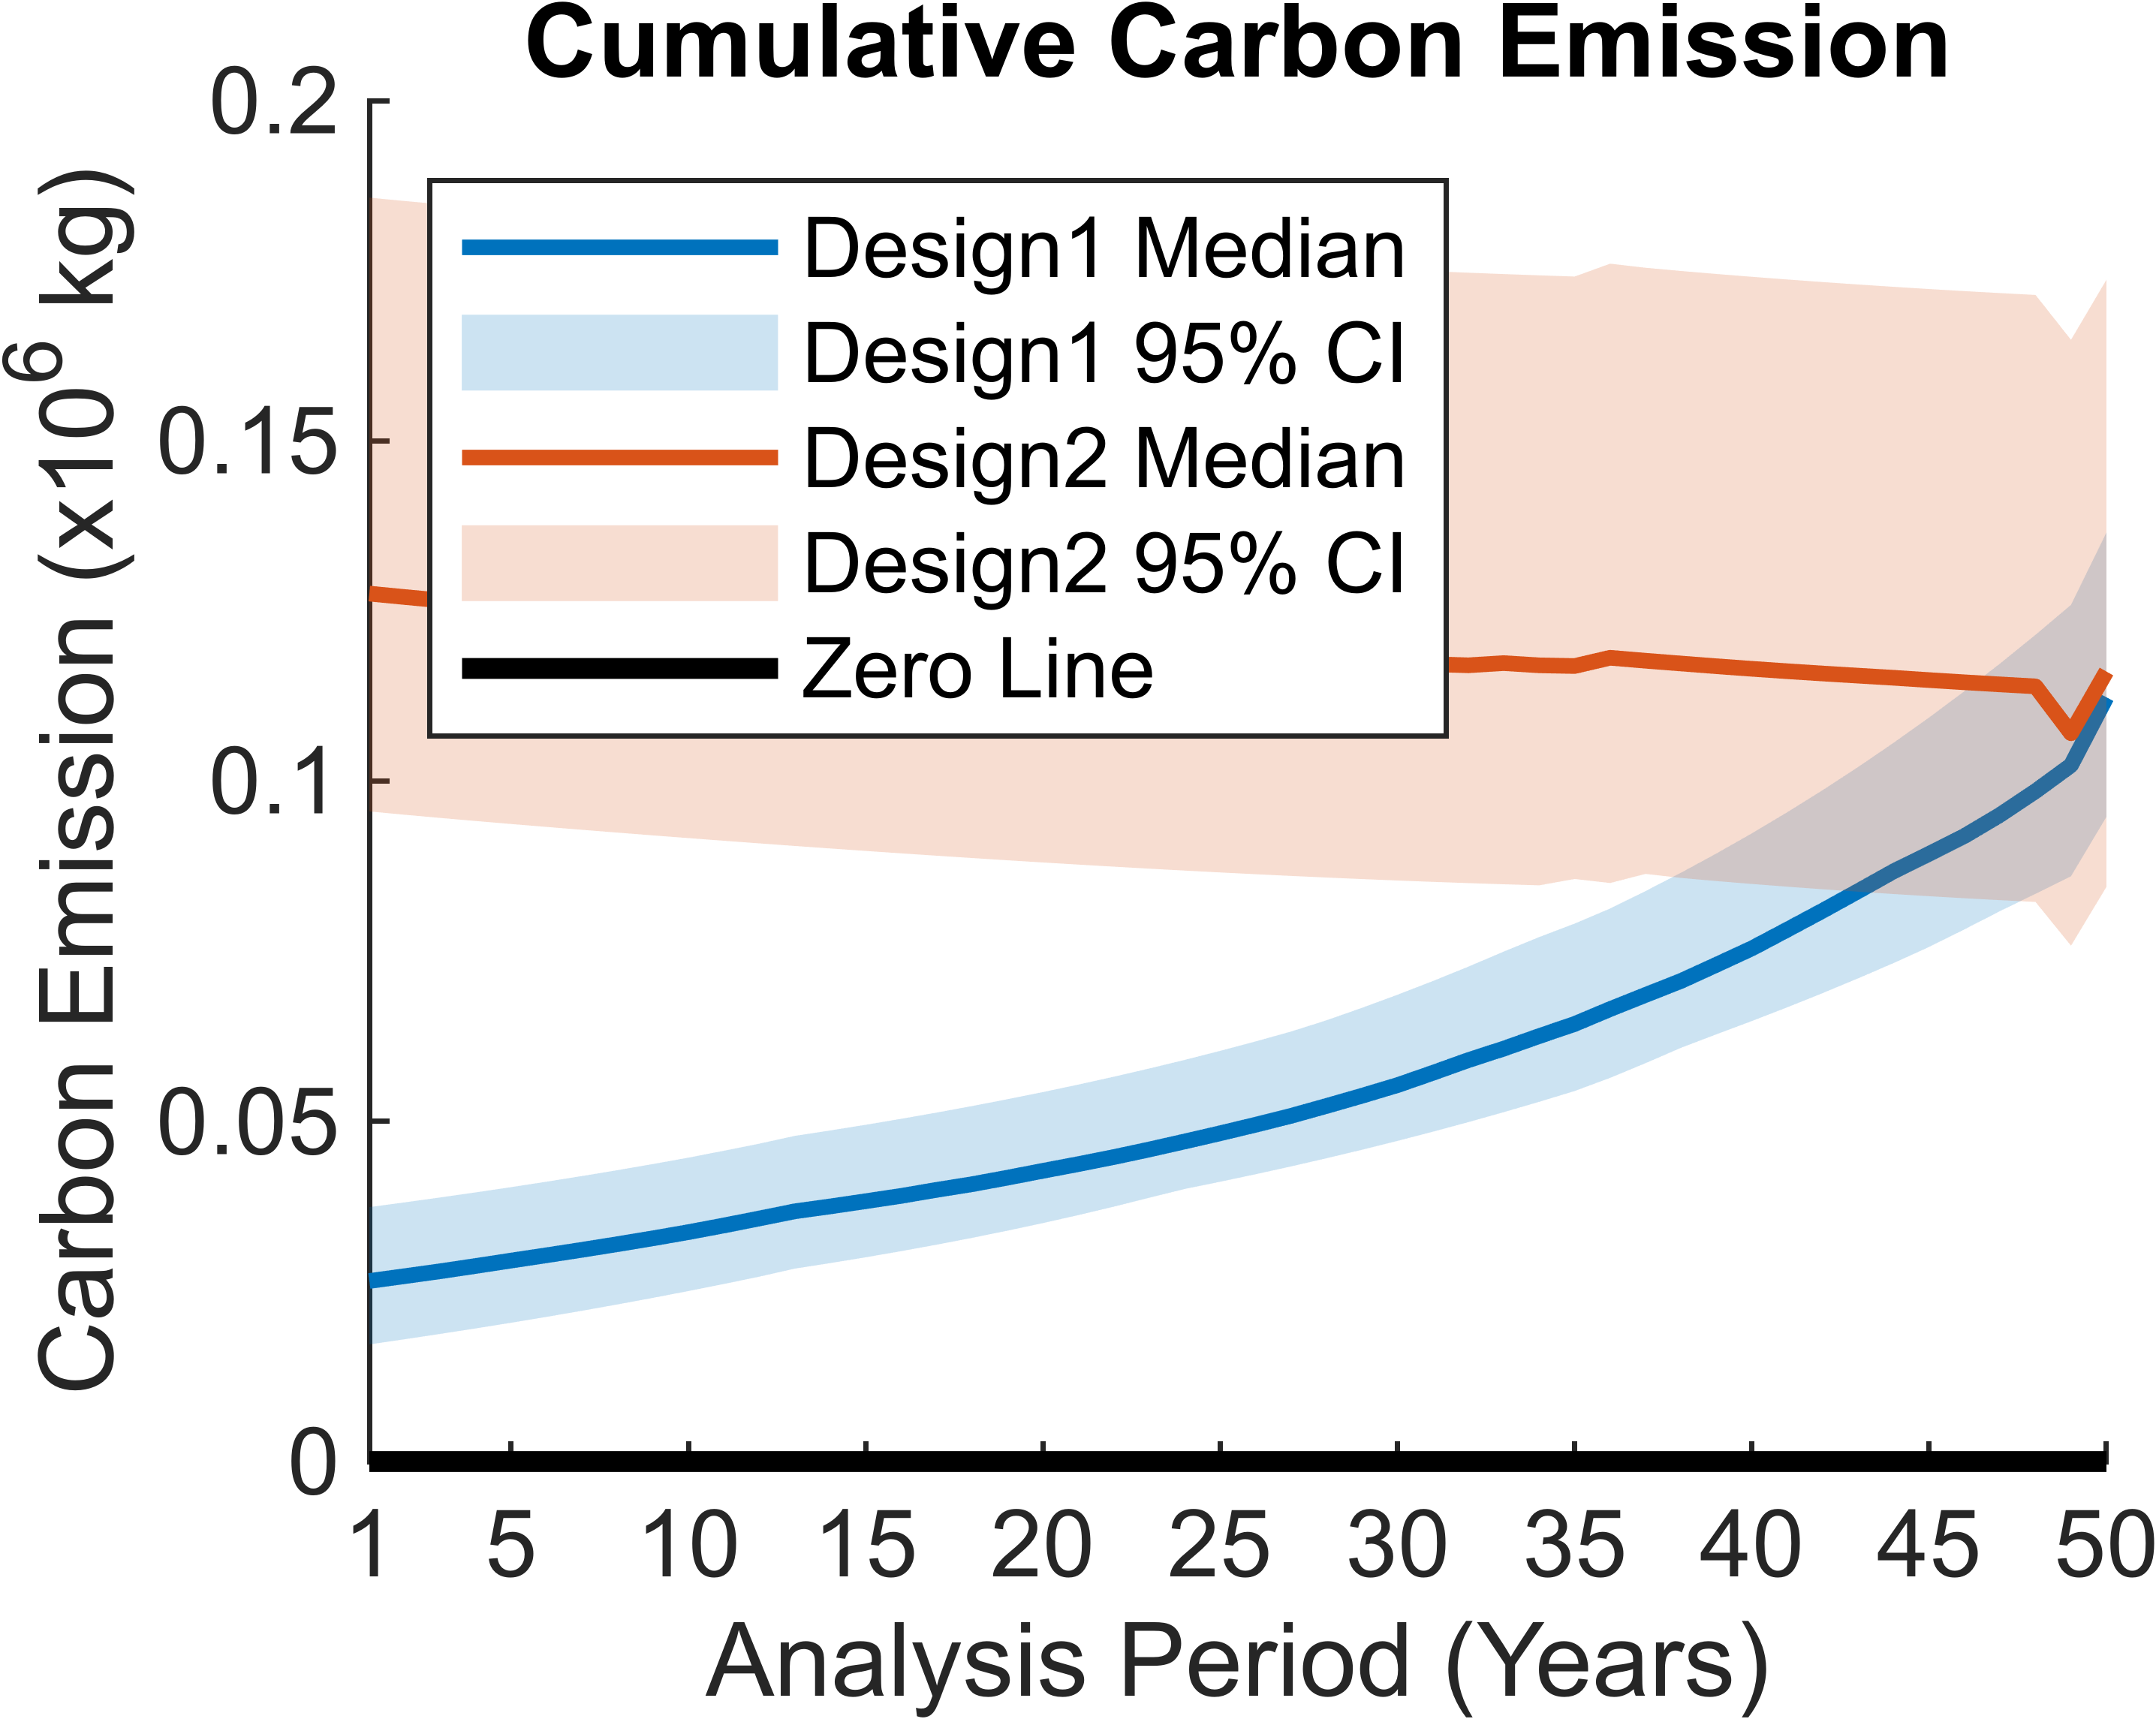 Cumulative Carbon Emission
Carbon Emission (x10⁶ kg)
0.2
0.15
0.1
0.05
0
Design1 Median
Design1 95% CI
Design2 Median
Design2 95% CI
Zero Line
1 5 10 15 20 25 30 35 40 45 50
Analysis Period (Years)